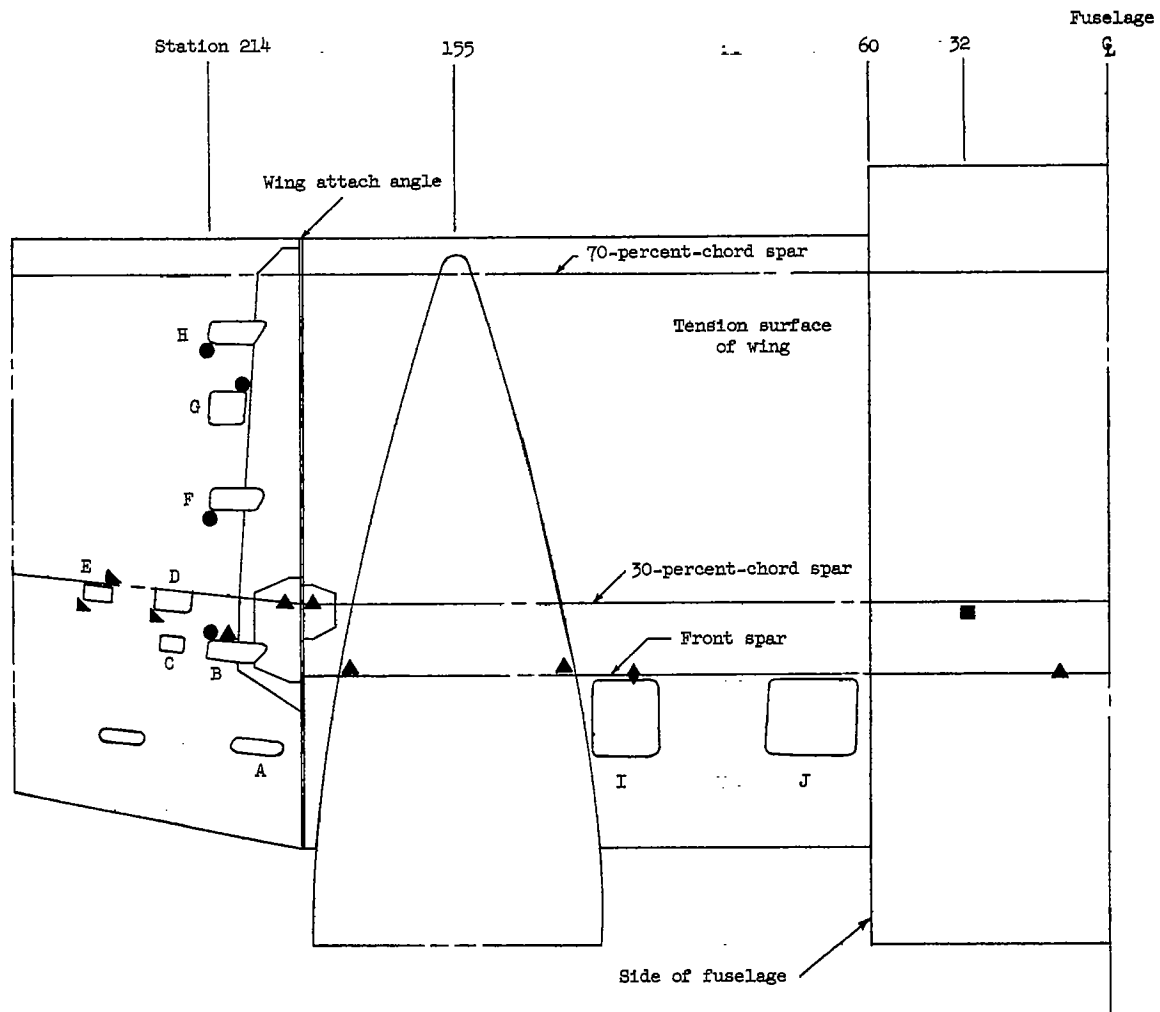 Fuselage
Station 214
155
60
32
℄
Wing attach angle
70-percent-chord spar
Tension surface
of wing
H
G
F
E
D
30-percent-chord spar
Front spar
C
B
A
I
J
Side of fuselage